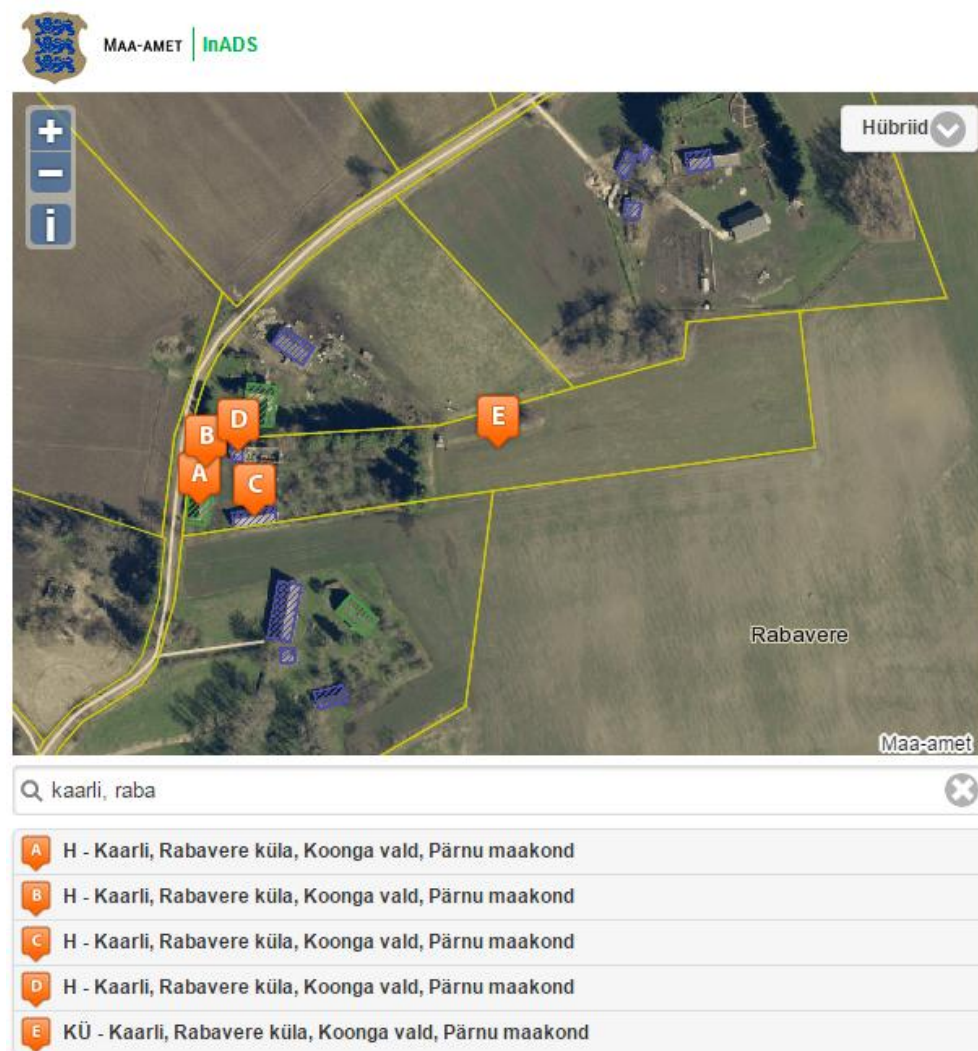 MAA-AMET InADS
+
Hübriid
−
i
D
E
B
A
C
Rabavere
Maa-amet
kaarli, raba
A H - Kaarli, Rabavere küla, Koonga vald, Pärnu maakond
B H - Kaarli, Rabavere küla, Koonga vald, Pärnu maakond
C H - Kaarli, Rabavere küla, Koonga vald, Pärnu maakond
D H - Kaarli, Rabavere küla, Koonga vald, Pärnu maakond
E KÜ - Kaarli, Rabavere küla, Koonga vald, Pärnu maakond